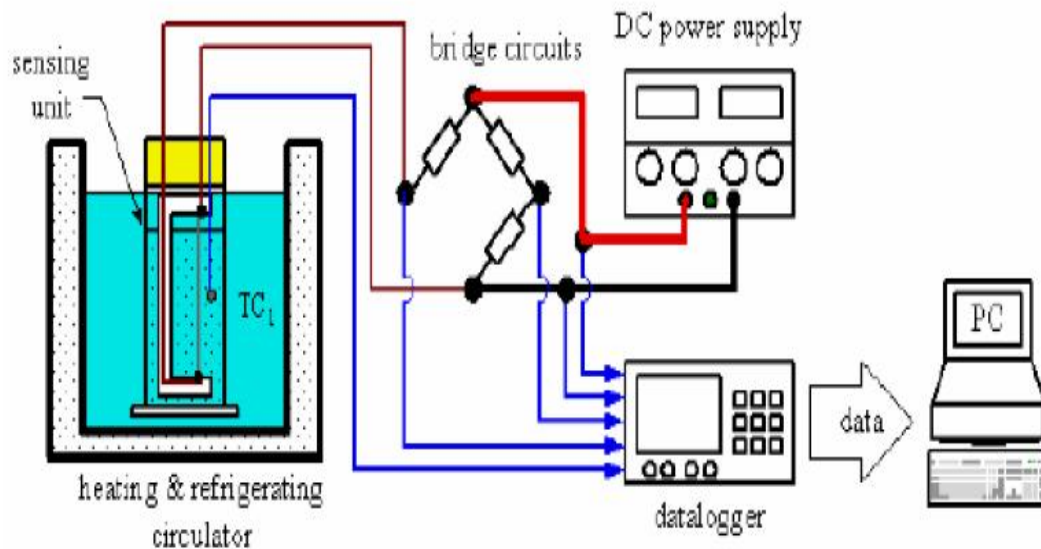 DC power supply
bridge circuits
sensing
unit
TC1
PC
data
heating & refrigerating
circulator
datalogger